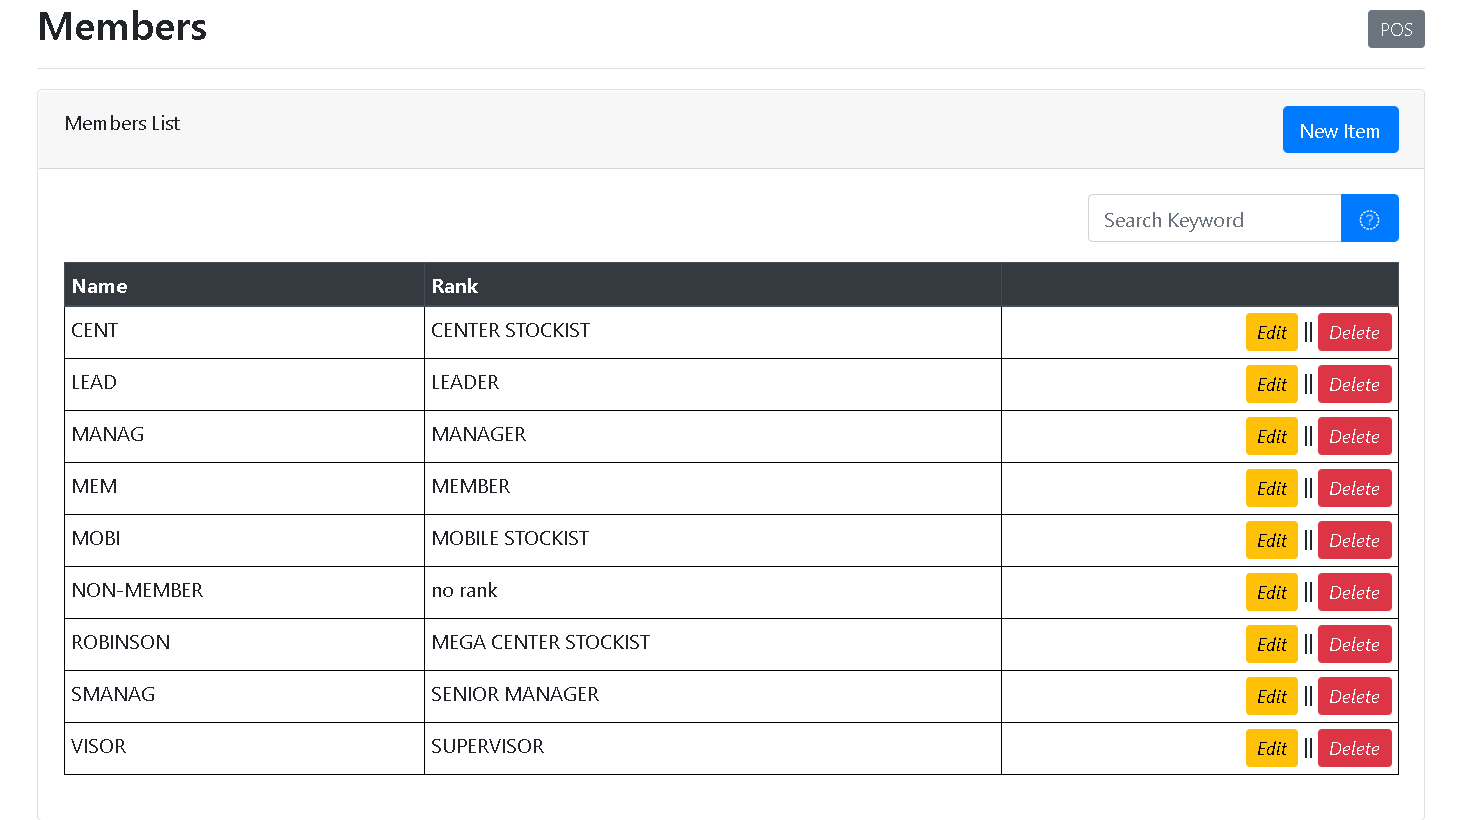 Members
POS
Members List
New Item
Search Keyword
Name Rank
CENT CENTER STOCKIST Edit || Delete
LEAD LEADER Edit || Delete
MANAG MANAGER Edit || Delete
MEM MEMBER Edit || Delete
MOBI MOBILE STOCKIST Edit || Delete
NON-MEMBER no rank Edit || Delete
ROBINSON MEGA CENTER STOCKIST Edit || Delete
SMANAG SENIOR MANAGER Edit || Delete
VISOR SUPERVISOR Edit || Delete